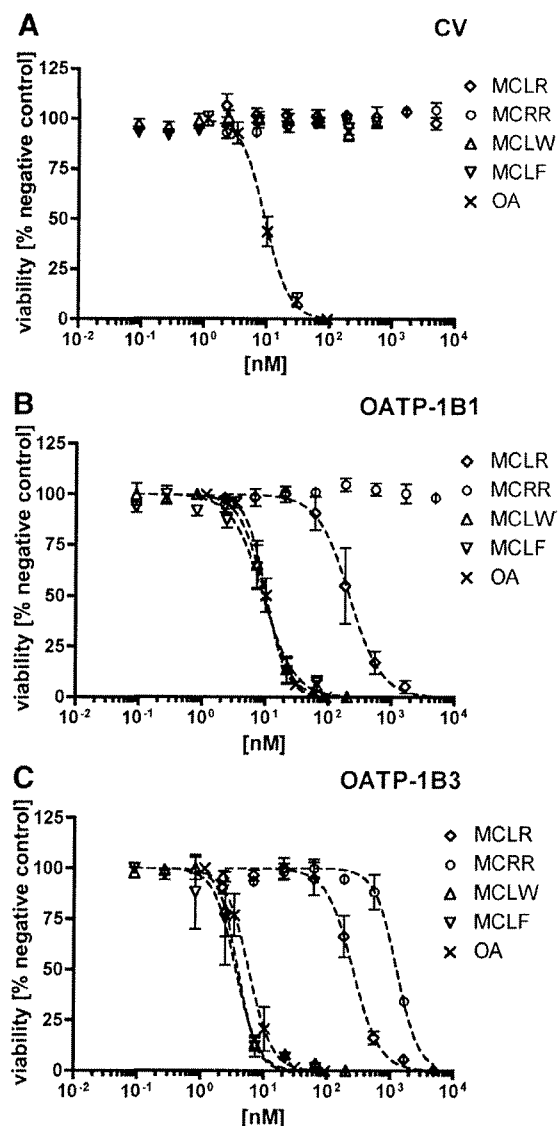 A
CV
viability [% negative control]
125
100
75
50
25
0
10-2
10-1
100
101
102
103
104
[nM]
MCLR
MCRR
MCLW
MCLF
OA
B
OATP-1B1
viability [% negative control]
125
100
75
50
25
0
10-2
10-1
100
101
102
103
104
[nM]
MCLR
MCRR
MCLW
MCLF
OA
C
OATP-1B3
viability [% negative control]
125
100
75
50
25
0
10-2
10-1
100
101
102
103
104
[nM]
MCLR
MCRR
MCLW
MCLF
OA